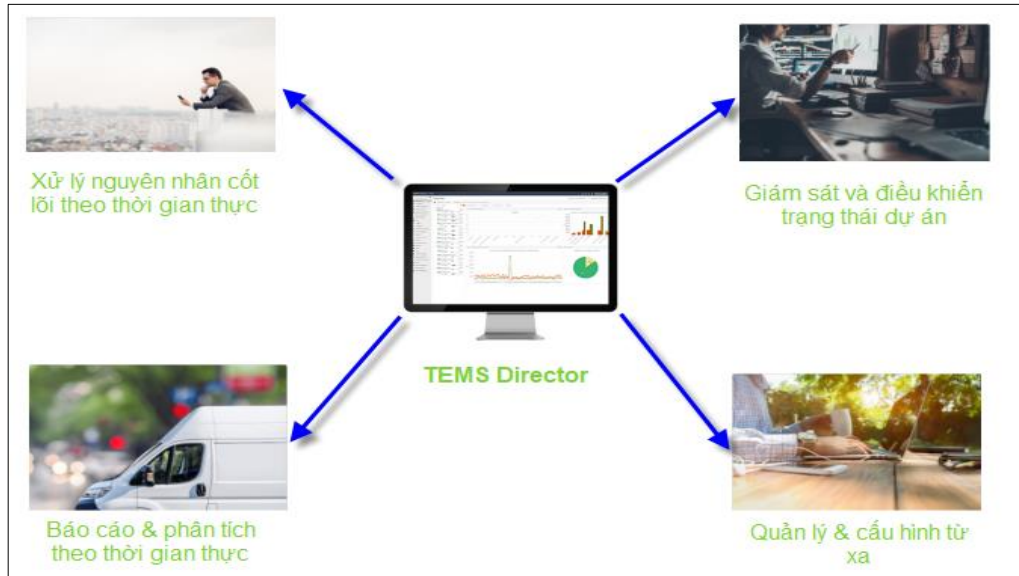 Xử lý nguyên nhân cốt
lõi theo thời gian thực
Giám sát và điều khiển
trạng thái dự án
TEMS Director
Báo cáo & phân tích
theo thời gian thực
Quản lý & cấu hình từ
xa